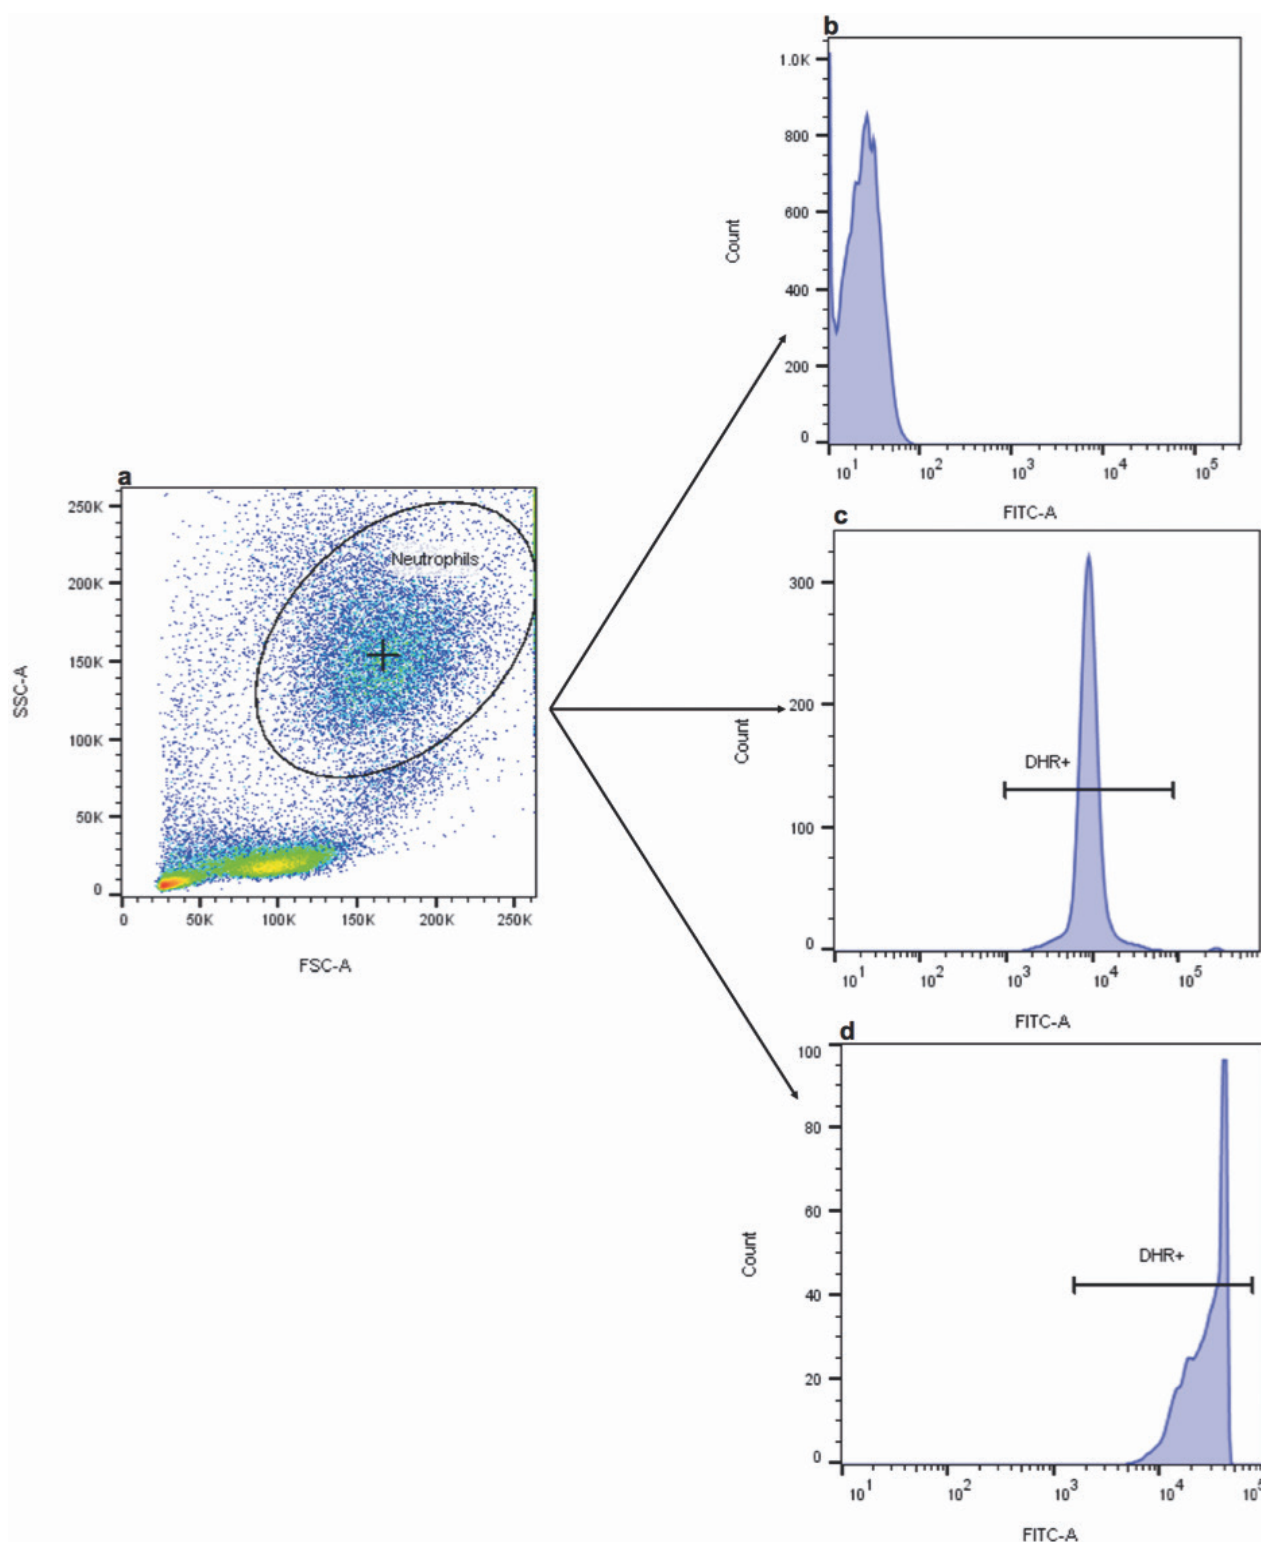 b
1.0K
800
600
400
200
0
Count
10¹ 10² 10³ 10⁴ 10⁵
FITC-A
a
250K
200K
150K
100K
50K
0
SSC-A
Neutrophils
0 50K 100K 150K 200K 250K
FSC-A
c
300
200
100
0
Count
DHR+
10¹ 10² 10³ 10⁴ 10⁵
FITC-A
d
100
80
60
40
20
0
Count
DHR+
10¹ 10² 10³ 10⁴ 10⁵
FITC-A